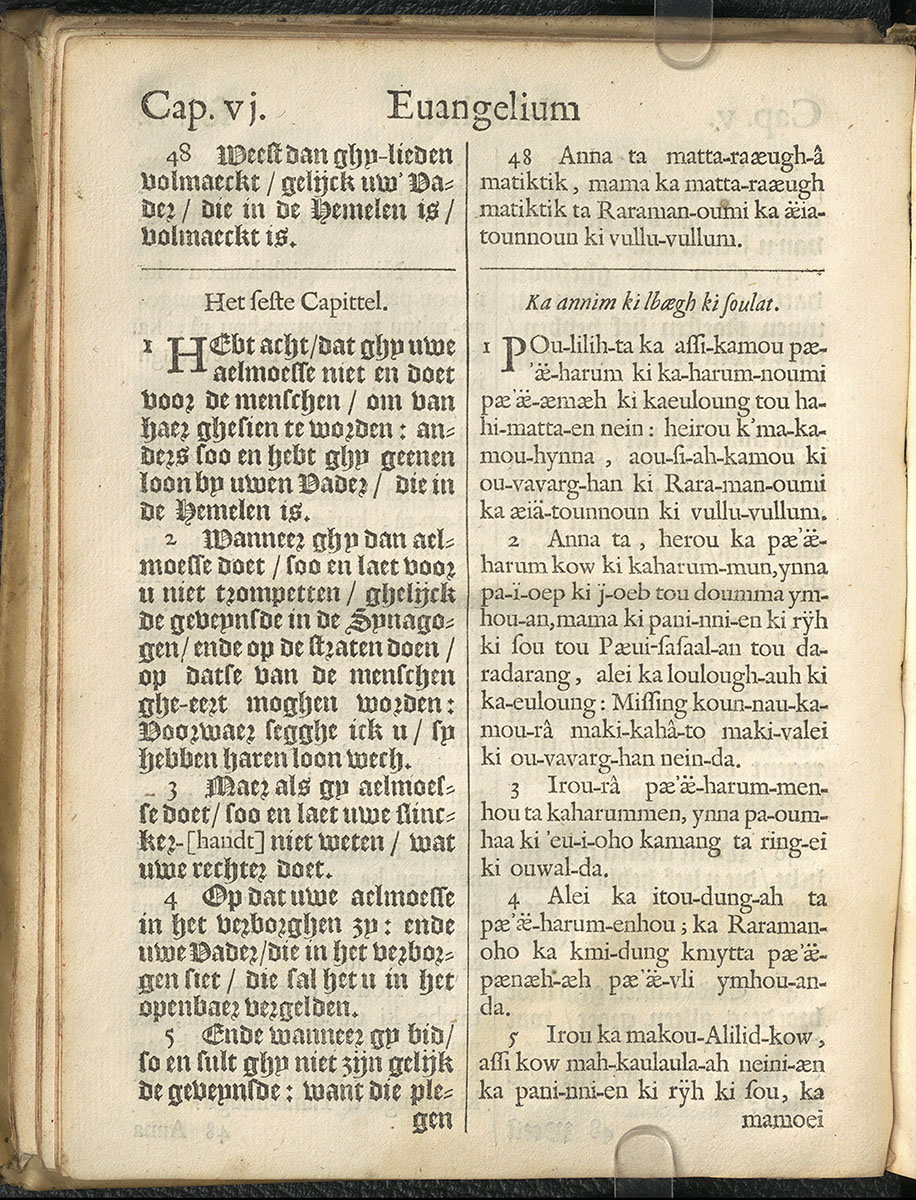 Cap. vj. Euangelium
48 Weest dan ghy-lieden
volmaeckt / gelijck uw' Va-
der / die in de Hemelen is /
volmaeckt is.
Het seste Capittel.
1 HEbt acht / dat ghy uwe
aelmoesse niet en doet
voor de menschen / om van
haer ghesien te worden : an-
ders soo en hebt ghy geenen
loon by uwen Vader / die in
de Hemelen is.
2 Wanneer ghy dan ael-
moesse doet / soo en laet voor
u niet trompetten / ghelijck
de geveynsde in de Synago-
gen / ende op de straten doen /
op datse van de menschen
ghe-eert moghen worden :
Voorwaer segghe ick u / sy
hebben haren loon wech.
3 Maer als gy aelmoes-
se doet / soo en laet uwe slinc-
ker-[handt] niet weten / wat
uwe rechter doet.
4 Op dat uwe aelmoesse
in het verborghen zy : ende
uwe Vader / die in het verbor-
gen siet / die sal het u in het
openbaer vergelden.
5 Ende wanneer gy bid /
so en sult ghy niet zijn gelijk
de geveynsde : want die ple-
gen
48 Anna ta matta-raæugh-â
matiktik, mama ka matta-raæugh
matiktik ta Raraman-oumi ka æ̈ia-
tounnoun ki vullu-vullum.
Ka annim ki lbægh ki ſoulat.
1 POu-lilih-ta ka aſſi-kamou pæ-
'æ̈-harum ki ka-harum-noumi
pæ'æ̈-æmæh ki kaeuloung tou ha-
hi-matta-en nein : heirou k'ma-ka-
mou-hynna , aou-ſi-ah-kamou ki
ou-vavarg-han ki Rara-man-oumi
ka æiä-tounnoun ki vullu-vullum.
2 Anna ta , herou ka pæ'æ̈-
harum kow ki kaharum-mun,ynna
pa-ï-oep ki j-oeb tou doumma ym-
hou-an,mama ki pani-nni-en ki rÿh
ki ſou tou Pæui-ſaſaal-an tou da-
radarang, alei ka loulough-auh ki
ka-euloung : Miſſing koun-nau-ka-
mou-râ maki-kahâ-to maki-valei
ki ou-vavarg-han nein-da.
3 Irou-râ pæ'æ̈-harum-men-
hou ta kaharummen, ynna pa-oum-
haa ki 'eu-i-oho kamang ta ring-ei
ki ouwal-da.
4 Alei ka itou-dung-ah ta
pæ'æ̈-harum-enhou ; ka Raraman-
oho ka kmi-dung kmytta pæ'æ̈-
pænæh-æh pæ'æ̈-vli ymhou-an-
da.
5 Irou ka makou-Alilid-kow ,
aſſi kow mah-kaulaula-ah neini-æn
ka pani-nni-en ki rÿh ki ſou, ka
mamoei